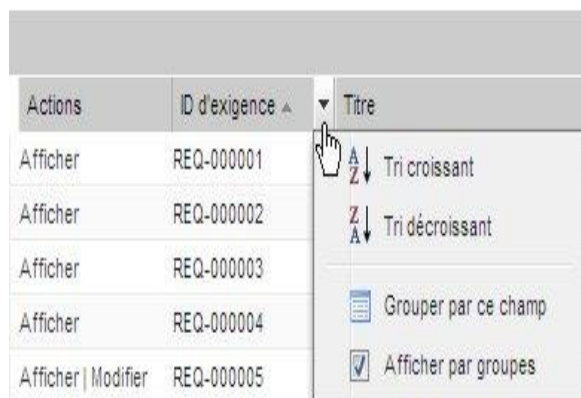 Actions ID d'exigence Titre
Afficher REQ-000001
Tri croissant
Afficher REQ-000002
Tri décroissant
Afficher REQ-000003
Afficher REQ-000004
Grouper par ce champ
Afficher par groupes
Afficher | Modifier REQ-000005